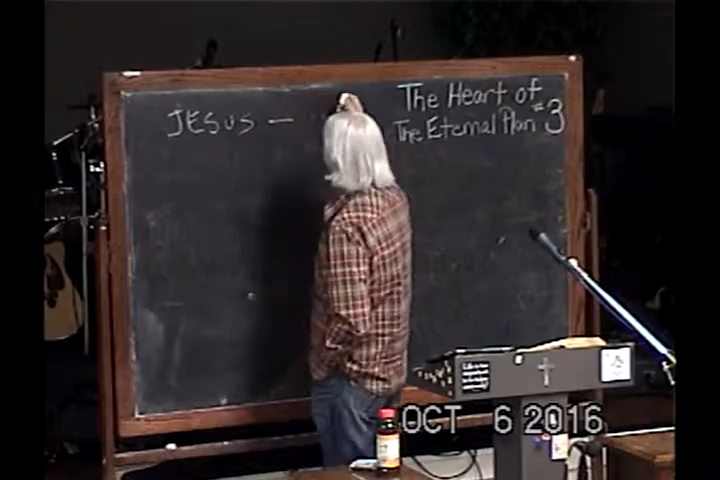 JESUS —
The Heart of
The Eternal Plan #3
OCT 6 2016